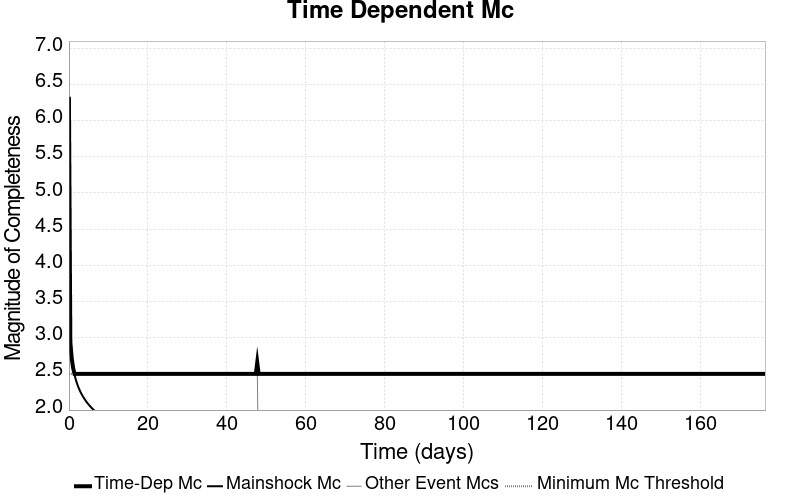 Time Dependent Mc
Magnitude of Completeness
7.0
6.5
6.0
5.5
5.0
4.5
4.0
3.5
3.0
2.5
2.0
0 20 40 60 80 100 120 140 160
Time (days)
Time-Dep Mc Mainshock Mc Other Event Mcs Minimum Mc Threshold